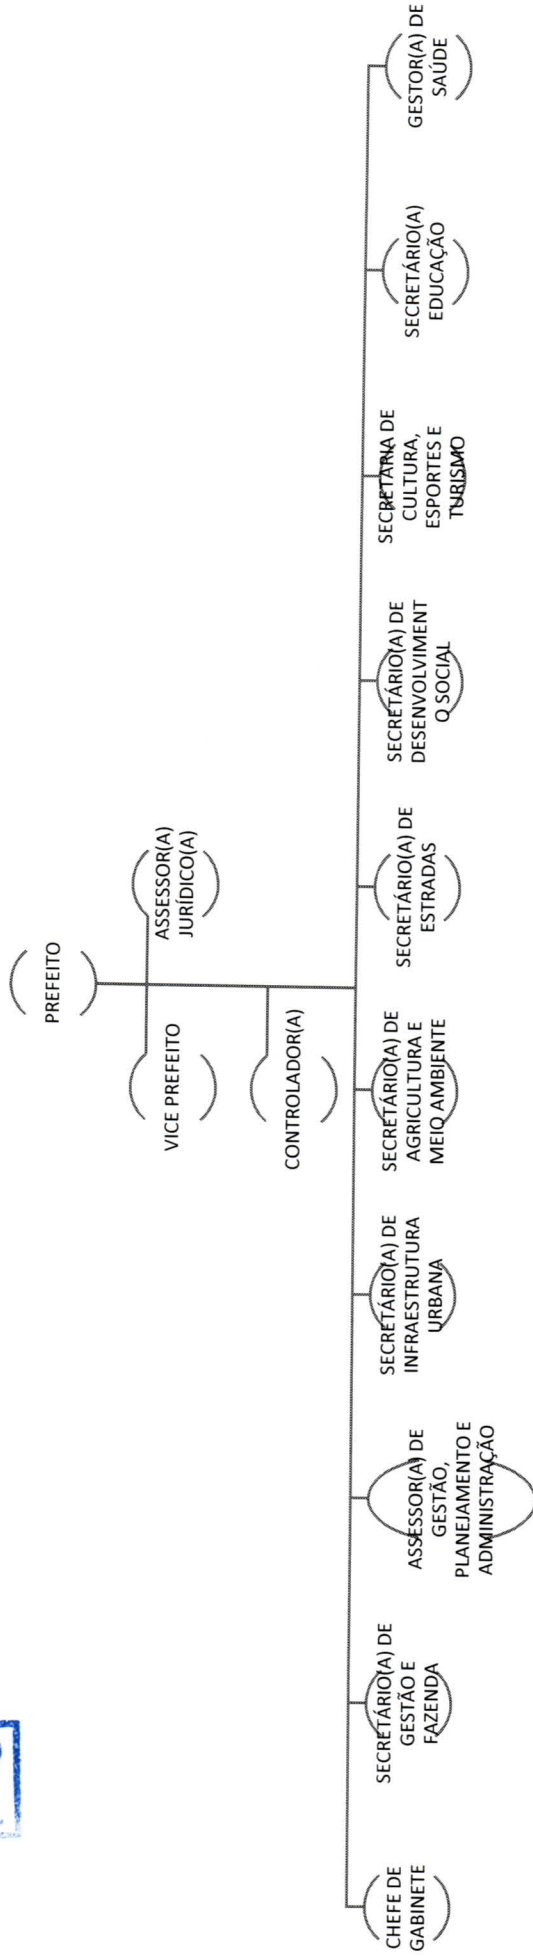 PREFEITO
VICE PREFEITO
ASSESSOR(A)
JURÍDICO(A)
CONTROLADOR(A)
CHEFE DE
GABINETE
SECRETÁRIO(A) DE
GESTÃO E
FAZENDA
ASSESSOR(A) DE
GESTÃO,
PLANEJAMENTO E
ADMINISTRAÇÃO
SECRETÁRIO(A) DE
INFRAESTRUTURA
URBANA
SECRETÁRIO(A) DE
AGRICULTURA E
MEIO AMBIENTE
SECRETÁRIO(A) DE
ESTRADAS
SECRETÁRIO(A) DE
DESENVOLVIMENT
O SOCIAL
SECRETARIA DE
CULTURA,
ESPORTES E
TURISMO
SECRETÁRIO(A)
EDUCAÇÃO
GESTOR(A) DE
SAÚDE